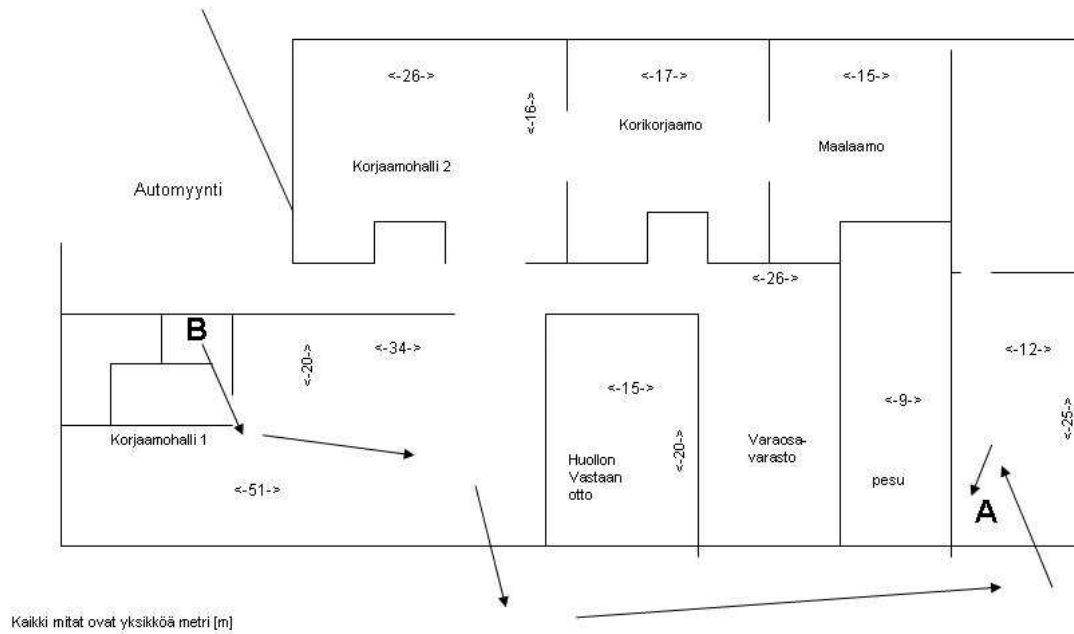 <-26->
<-17->
<-15->
<-16->
Korikorjaamo
Maalaamo
Korjaamohalli 2
Automyynti
<-26->
B
<-34->
<-20->
<-12->
<-15->
<-9->
<-25->
Korjaamohalli 1
<-20->
Varaosa-
varasto
Huollon
Vastaan
otto
pesu
<-51->
A
Kaikki mitat ovat yksikköä metri [m]